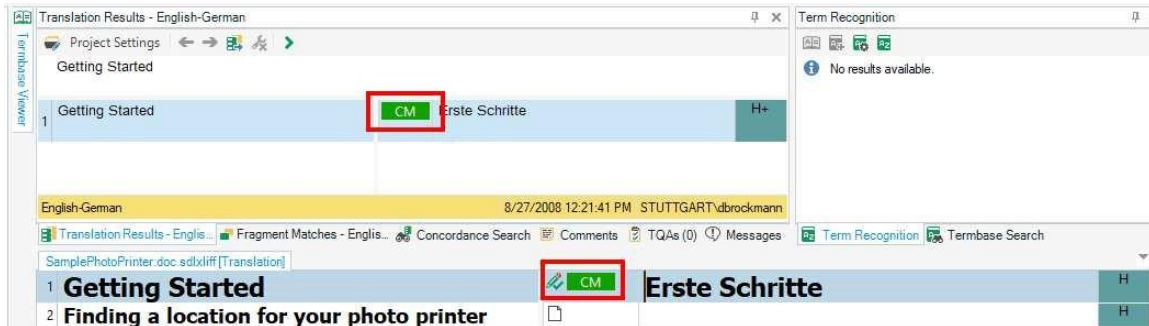 Translation Results - English-German
Term Recognition
Termbase Viewer
Project Settings
Getting Started
No results available.
1 Getting Started CM Erste Schritte H+
English-German 8/27/2008 12:21:41 PM STUTTGART\dbrockmann
Translation Results - Englis... Fragment Matches - Englis... Concordance Search Comments TQAs (0) Messages
Term Recognition Termbase Search
SamplePhotoPrinter.doc.sdlxliff [Translation]
1 Getting Started CM Erste Schritte H
2 Finding a location for your photo printer H